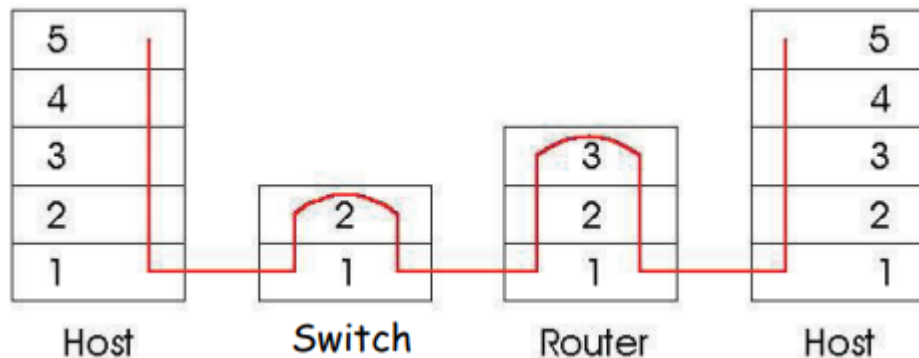 5 5
4 4
3 3 3
2 2 2 2
1 1 1 1
Host Switch Router Host